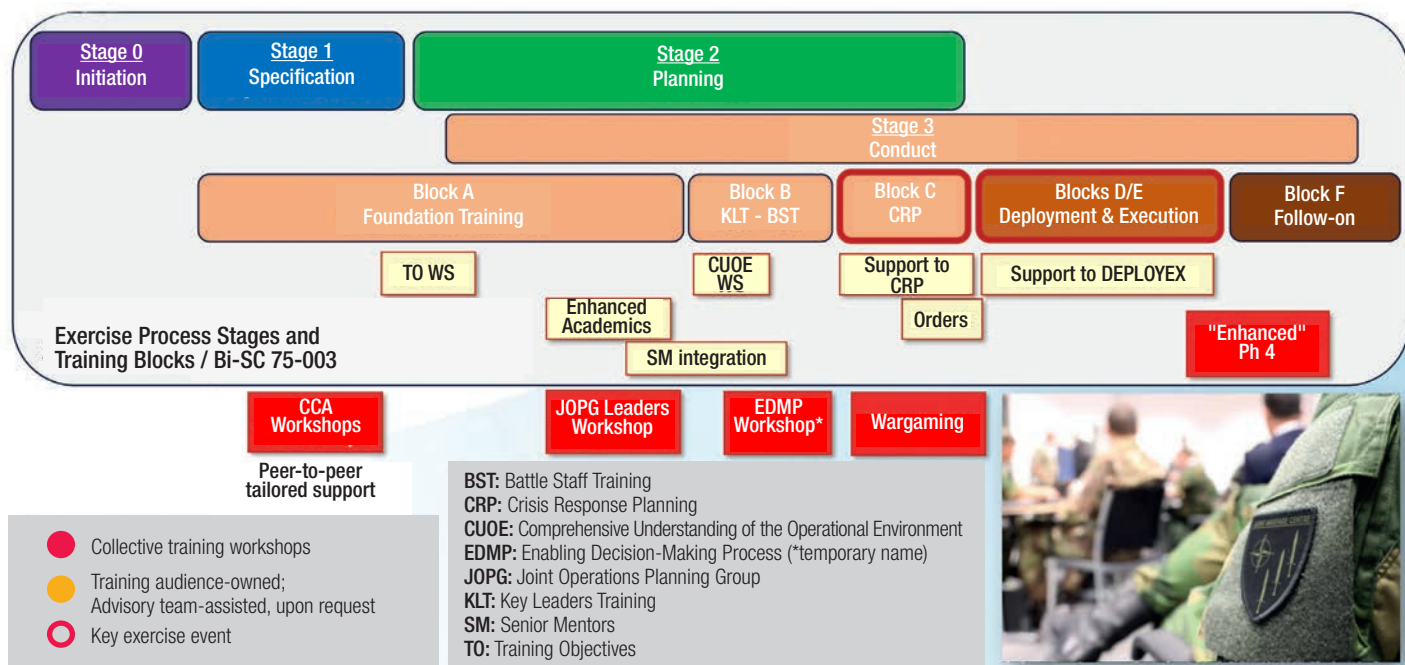 Stage 0
Initiation
Stage 1
Specification
Stage 2
Planning
Stage 3
Conduct
Block A
Foundation Training
Block B
KLT - BST
Block C
CRP
Blocks D/E
Deployment & Execution
Block F
Follow-on
TO WS
CUOE
WS
Support to
CRP
Support to DEPLOYEX
Enhanced
Academics
Orders
SM integration
"Enhanced"
Ph 4
Exercise Process Stages and
Training Blocks / Bi-SC 75-003
CCA
Workshops
JOPG Leaders
Workshop
EDMP
Workshop*
Wargaming
Peer-to-peer
tailored support
Collective training workshops
Training audience-owned;
Advisory team-assisted, upon request
Key exercise event
BST: Battle Staff Training
CRP: Crisis Response Planning
CUOE: Comprehensive Understanding of the Operational Environment
EDMP: Enabling Decision-Making Process (*temporary name)
JOPG: Joint Operations Planning Group
KLT: Key Leaders Training
SM: Senior Mentors
TO: Training Objectives